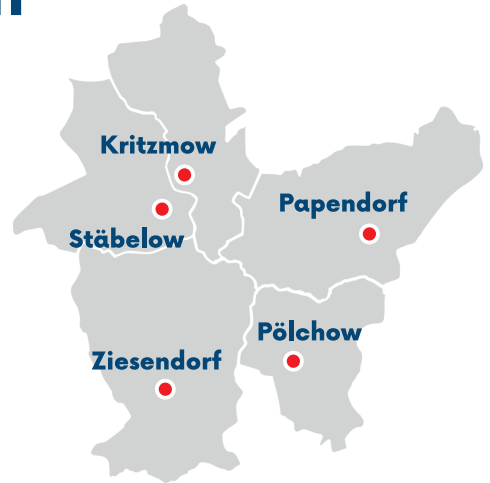 Kritzmow
Papendorf
Stäbelow
Pölchow
Ziesendorf